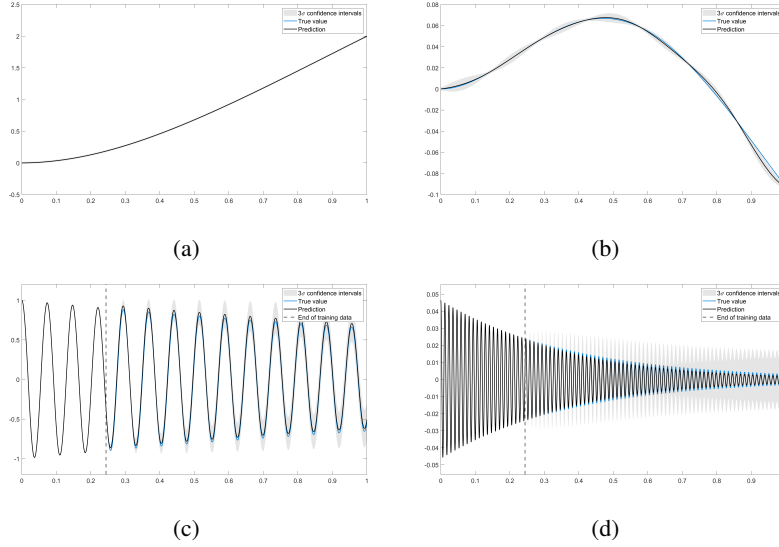 2.5
2
1.5
1
0.5
0
-0.5
0 0.1 0.2 0.3 0.4 0.5 0.6 0.7 0.8 0.9 1
3σ confidence intervals
True value
Prediction
(a)
0.08
0.06
0.04
0.02
0
-0.02
-0.04
-0.06
-0.08
-0.1
0 0.1 0.2 0.3 0.4 0.5 0.6 0.7 0.8 0.9
3σ confidence intervals
True value
Prediction
(b)
1
0.5
0
-0.5
-1
0 0.1 0.2 0.3 0.4 0.5 0.6 0.7 0.8 0.9 1
3σ confidence intervals
True value
Prediction
End of training data
(c)
0.05
0.04
0.03
0.02
0.01
0
-0.01
-0.02
-0.03
-0.04
-0.05
0 0.1 0.2 0.3 0.4 0.5 0.6 0.7 0.8 0.9
3σ confidence intervals
True value
Prediction
End of training data
(d)